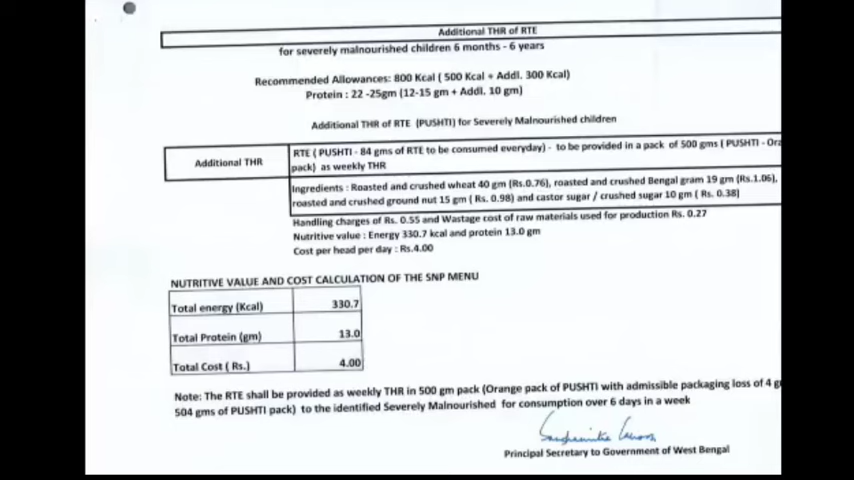 Additional THR of RTE
for severely malnourished children 6 months - 6 years
Recommended Allowances: 800 Kcal ( 500 Kcal + Addl. 300 Kcal)
Protein : 22 -25gm (12-15 gm + Addl. 10 gm)
Additional THR of RTE (PUSHTI) for Severely Malnourished children
Additional THR
RTE ( PUSHTI - 84 gms of RTE to be consumed everyday) - to be provided in a pack of 500 gms ( PUSHTI - Ora
pack) as weekly THR
Ingredients : Roasted and crushed wheat 40 gm (Rs.0.76), roasted and crushed Bengal gram 19 gm (Rs.1.06),
roasted and crushed ground nut 15 gm ( Rs. 0.98) and castor sugar / crushed sugar 10 gm ( Rs. 0.38)
Handling charges of Rs. 0.55 and Wastage cost of raw materials used for production Rs. 0.27
Nutritive value : Energy 330.7 kcal and protein 13.0 gm
Cost per head per day : Rs.4.00
NUTRITIVE VALUE AND COST CALCULATION OF THE SNP MENU
Total energy (Kcal) 330.7
Total Protein (gm) 13.0
Total Cost ( Rs.) 4.00
Note: The RTE shall be provided as weekly THR in 500 gm pack (Orange pack of PUSHTI with admissible packaging loss of 4 g
504 gms of PUSHTI pack) to the identified Severely Malnourished for consumption over 6 days in a week
Principal Secretary to Government of West Bengal